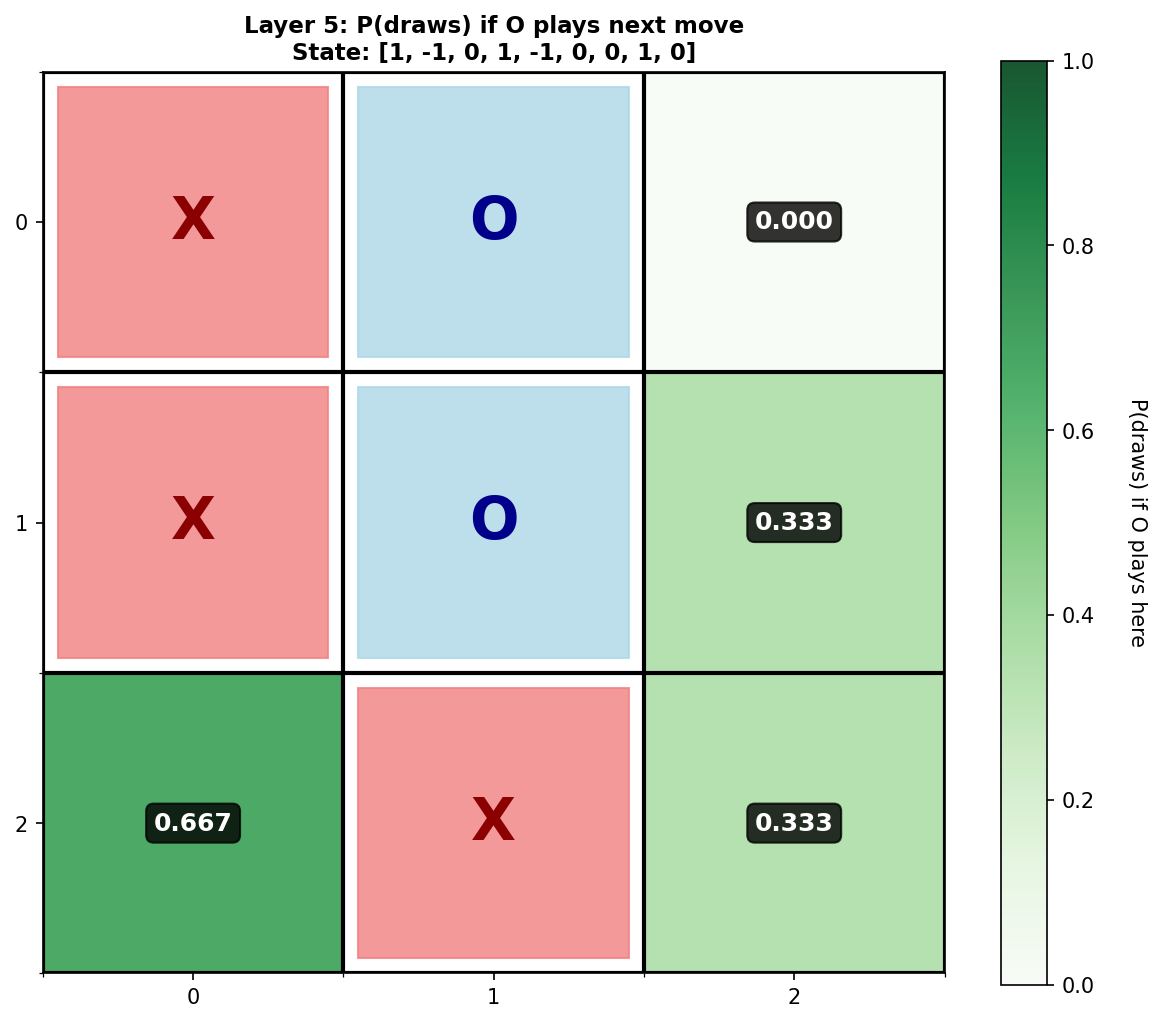 Layer 5: P(draws) if O plays next move
State: [1, -1, 0, 1, -1, 0, 0, 1, 0]
1.0
0.8
0.6
0.4
0.2
0.0
P(draws) if O plays here
0
X
O
0.000
1
X
O
0.333
2
0.667
X
0.333
0
1
2